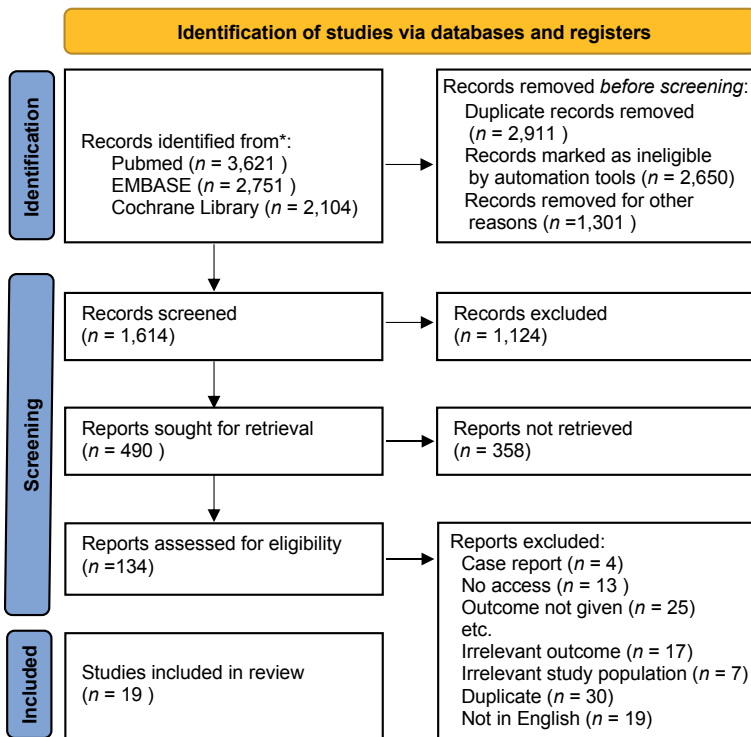 Identification of studies via databases and registers
Identification
Records identified from*:
Pubmed (n = 3,621 )
EMBASE (n = 2,751 )
Cochrane Library (n = 2,104)
Records removed before screening:
Duplicate records removed
(n = 2,911 )
Records marked as ineligible
by automation tools (n = 2,650)
Records removed for other
reasons (n =1,301 )
Screening
Records screened
(n = 1,614)
Records excluded
(n = 1,124)
Reports sought for retrieval
(n = 490 )
Reports not retrieved
(n = 358)
Reports assessed for eligibility
(n =134)
Reports excluded:
Case report (n = 4)
No access (n = 13 )
Outcome not given (n = 25)
etc.
Irrelevant outcome (n = 17)
Irrelevant study population (n = 7)
Duplicate (n = 30)
Not in English (n = 19)
Included
Studies included in review
(n = 19 )